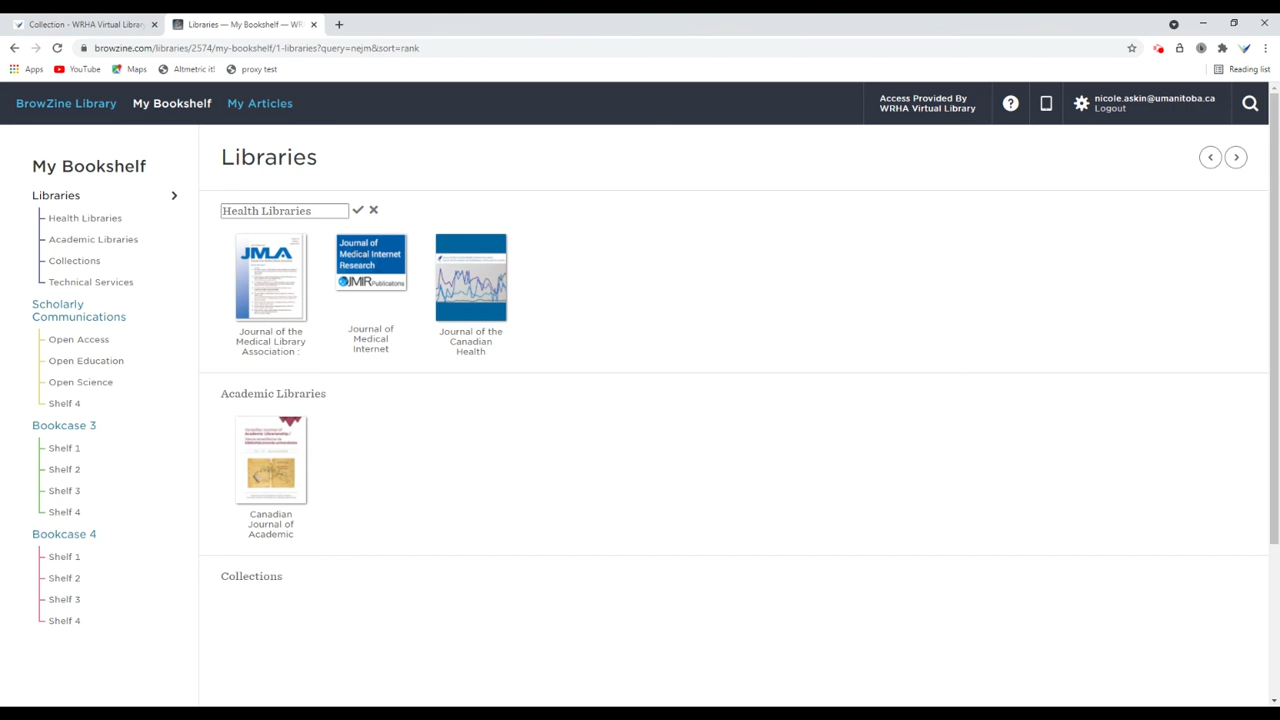 Collection - WRHA Virtual Library
Libraries — My Bookshelf — WR
browzine.com/libraries/2574/my-bookshelf/1-libraries?query=nejm&sort=rank
Apps
YouTube
Maps
Altmetric it!
proxy test
Reading list
BrowZine Library
My Bookshelf
My Articles
Access Provided By
WRHA Virtual Library
nicole.askin@umanitoba.ca
Logout
My Bookshelf
Libraries
Health Libraries
Academic Libraries
Collections
Technical Services
Scholarly
Communications
Open Access
Open Education
Open Science
Shelf 4
Bookcase 3
Shelf 1
Shelf 2
Shelf 3
Shelf 4
Bookcase 4
Shelf 1
Shelf 2
Shelf 3
Shelf 4
Libraries
Health Libraries
JMLA
Journal of the
Medical Library
Association :
Journal of
Medical Internet
Research
JMIR Publications
Journal of
Medical
Internet
Journal of the
Canadian
Health
Academic Libraries
Canadian
Journal of
Academic
Collections